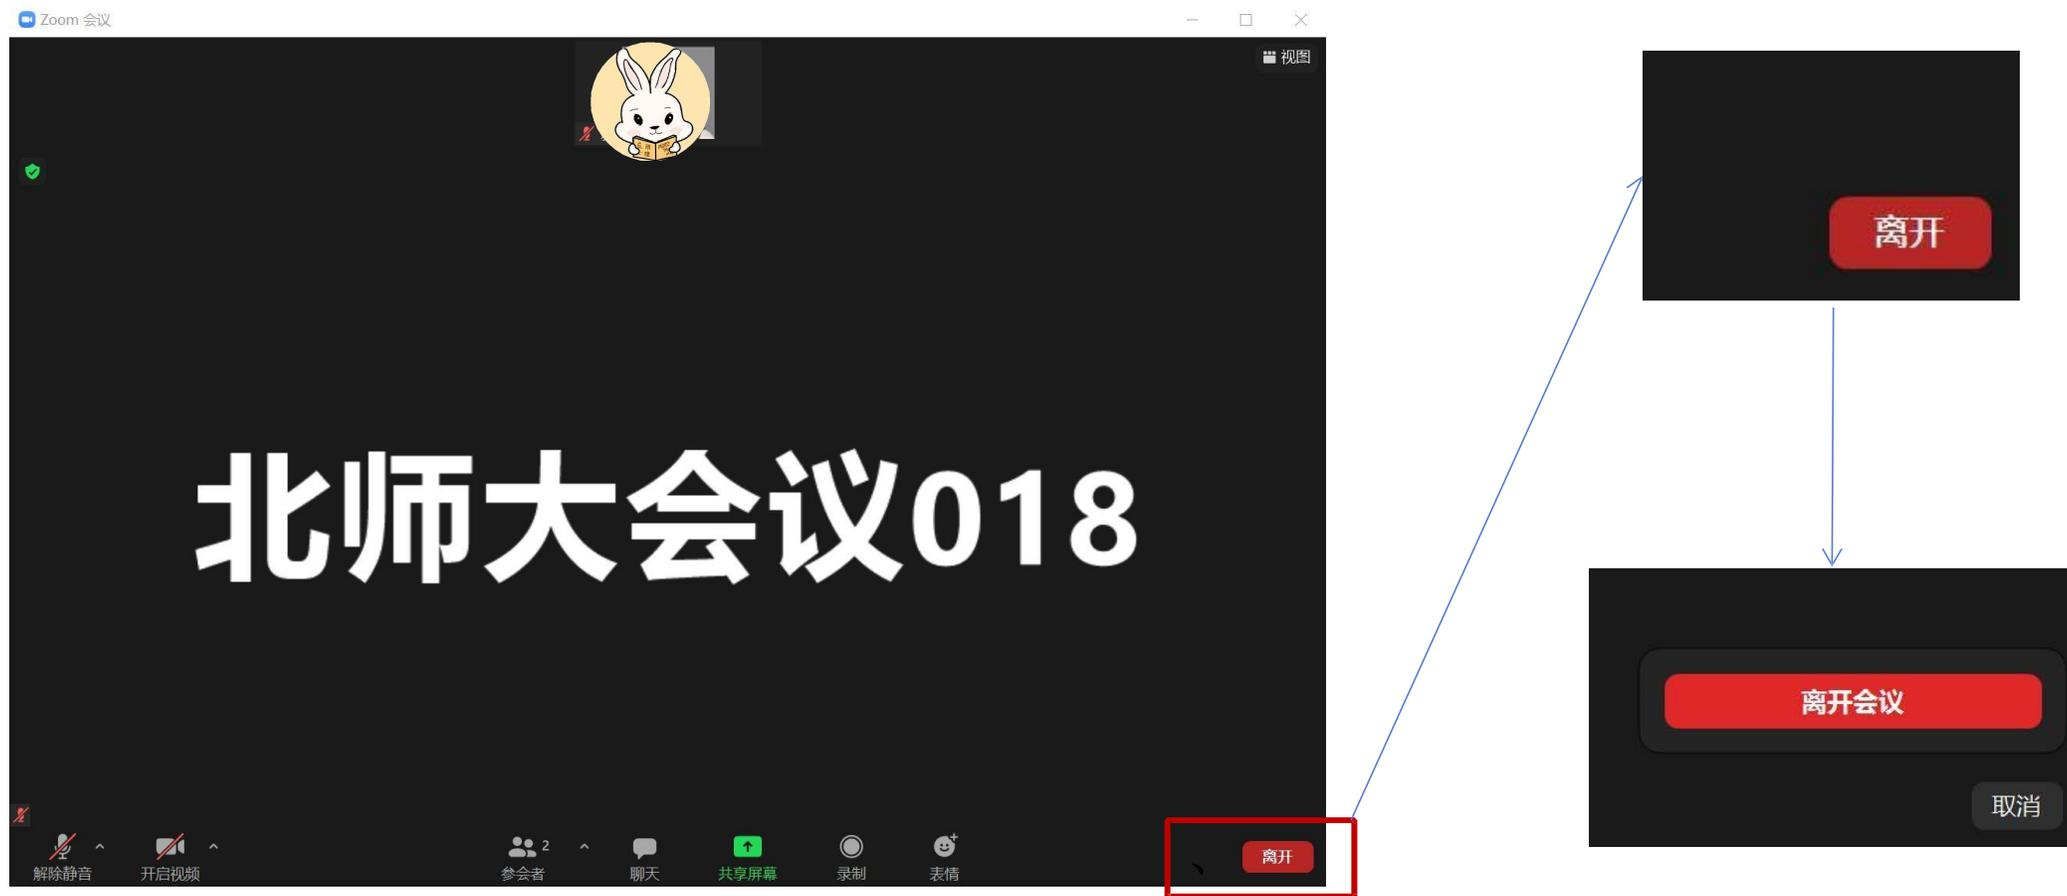 Zoom 会议
视图
离开
北师大会议018
离开会议
取消
2
解除静音
开启视频
参会者
聊天
共享屏幕
录制
表情
离开